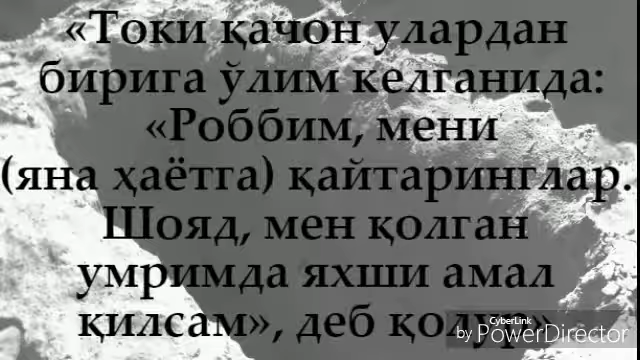 «Токи қачон улардан
бирига ўлим келганида:
«Роббим, мени
(яна ҳаётга) қайтаринглар.
Шояд, мен қолган
умримда яхши амал
қилсам», деб қолур»
CyberLink
by PowerDirector